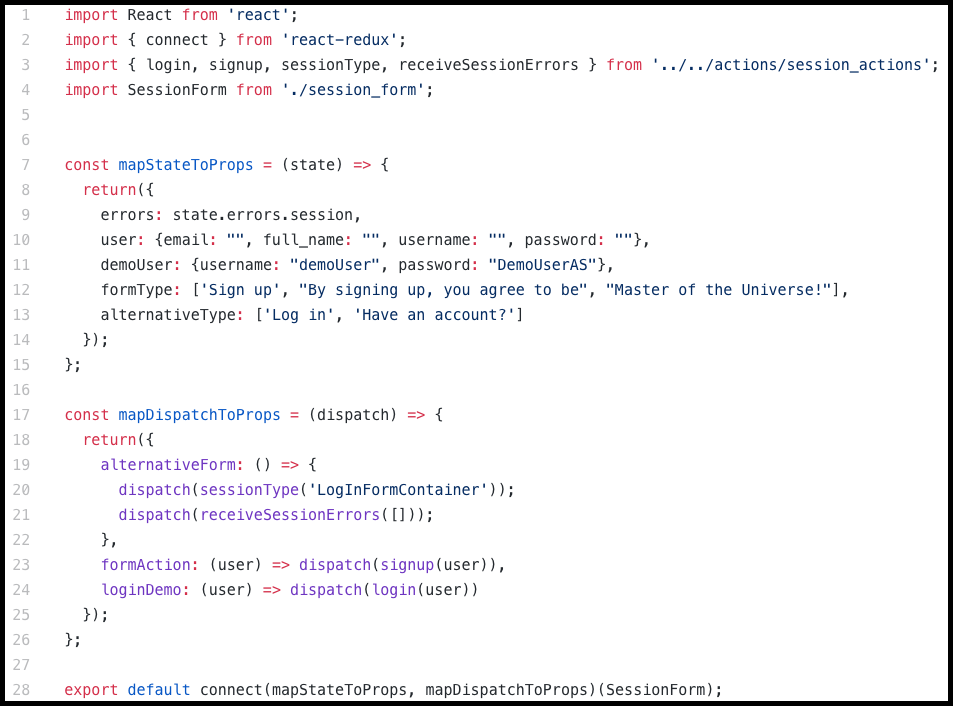 1 import React from 'react';
2 import { connect } from 'react-redux';
3 import { login, signup, sessionType, receiveSessionErrors } from '../../actions/session_actions';
4 import SessionForm from './session_form';
5
6
7 const mapStateToProps = (state) => {
8   return({
9     errors: state.errors.session,
10     user: {email: "", full_name: "", username: "", password: ""},
11     demoUser: {username: "demoUser", password: "DemoUserAS"},
12     formType: ['Sign up', "By signing up, you agree to be", "Master of the Universe!"],
13     alternativeType: ['Log in', 'Have an account?']
14   });
15 };
16
17 const mapDispatchToProps = (dispatch) => {
18   return({
19     alternativeForm: () => {
20       dispatch(sessionType('LogInFormContainer'));
21       dispatch(receiveSessionErrors([]));
22     },
23     formAction: (user) => dispatch(signup(user)),
24     loginDemo: (user) => dispatch(login(user))
25   });
26 };
27
28 export default connect(mapStateToProps, mapDispatchToProps)(SessionForm);